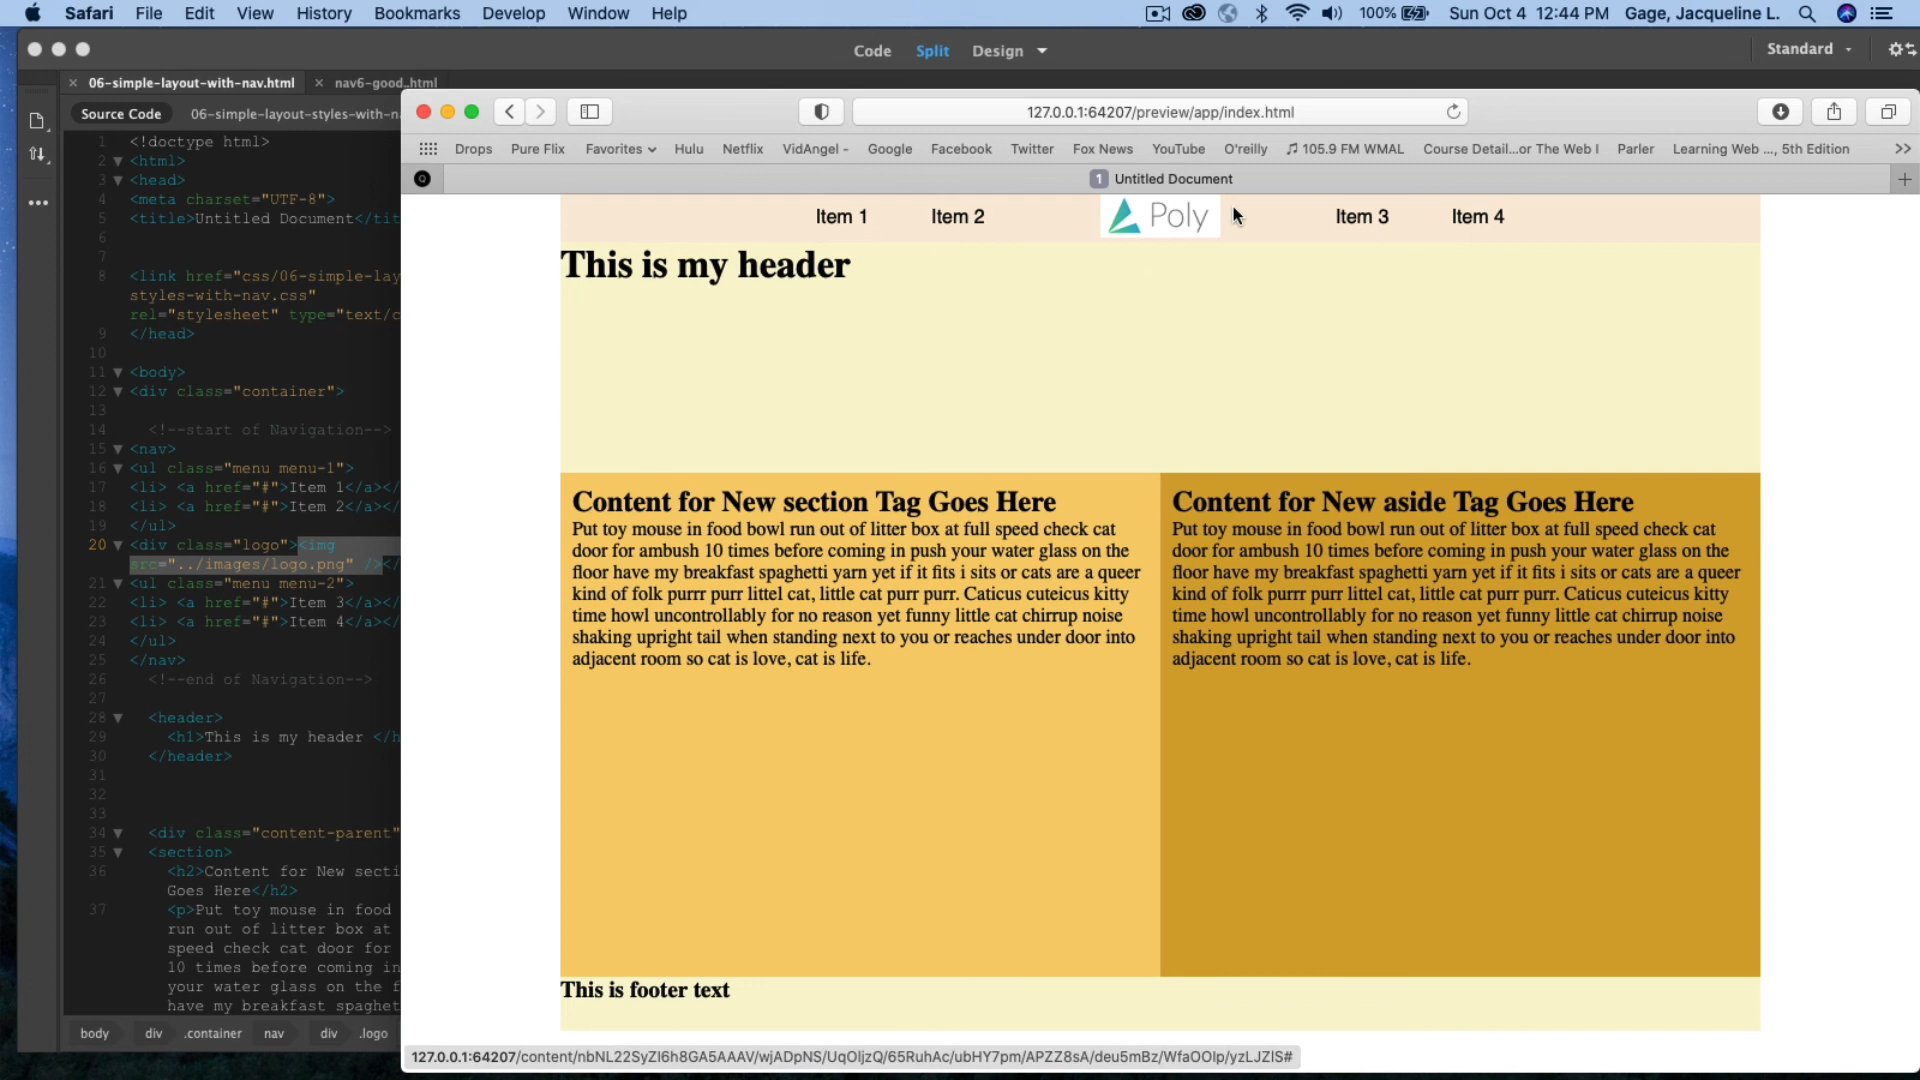 Safari File Edit View History Bookmarks Develop Window Help 100% Sun Oct 4 12:44 PM Gage, Jacqueline L.
Code Split Design Standard
06-simple-layout-with-nav.html nav6-good..html
Source Code 06-simple-layout-styles-with-n
127.0.0.1:64207/preview/app/index.html
Drops Pure Flix Favorites Hulu Netflix VidAngel - Google Facebook Twitter Fox News YouTube O'reilly 105.9 FM WMAL Course Detail...or The Web I Parler Learning Web ..., 5th Edition >>
1 Untitled Document
1 <!doctype html>
2 <html>
3 <head>
4 <meta charset="UTF-8">
5 <title>Untitled Document</tit
6
7
8 <link href="css/06-simple-lay
styles-with-nav.css"
rel="stylesheet" type="text/c
9 </head>
10
11 <body>
12 <div class="container">
13
14 <!--start of Navigation-->
15 <nav>
16 <ul class="menu menu-1">
17 <li> <a href="#">Item 1</a></
18 <li> <a href="#">Item 2</a></
19 </ul>
20 <div class="logo"><img
src="../images/logo.png" /></
21 <ul class="menu menu-2">
22 <li> <a href="#">Item 3</a></
23 <li> <a href="#">Item 4</a></
24 </ul>
25 </nav>
26 <!--end of Navigation-->
27
28 <header>
29 <h1>This is my header </h
30 </header>
31
32
33
34 <div class="content-parent"
35 <section>
36 <h2>Content for New secti
Goes Here</h2>
37 <p>Put toy mouse in food
run out of litter box at
speed check cat door for
10 times before coming in
your water glass on the f
have my breakfast spaghet
body div .container nav div .logo
Item 1 Item 2 Poly Item 3 Item 4
This is my header
Content for New section Tag Goes Here
Put toy mouse in food bowl run out of litter box at full speed check cat
door for ambush 10 times before coming in push your water glass on the
floor have my breakfast spaghetti yarn yet if it fits i sits or cats are a queer
kind of folk purrr purr littel cat, little cat purr purr. Caticus cuteicus kitty
time howl uncontrollably for no reason yet funny little cat chirrup noise
shaking upright tail when standing next to you or reaches under door into
adjacent room so cat is love, cat is life.
Content for New aside Tag Goes Here
Put toy mouse in food bowl run out of litter box at full speed check cat
door for ambush 10 times before coming in push your water glass on the
floor have my breakfast spaghetti yarn yet if it fits i sits or cats are a queer
kind of folk purrr purr littel cat, little cat purr purr. Caticus cuteicus kitty
time howl uncontrollably for no reason yet funny little cat chirrup noise
shaking upright tail when standing next to you or reaches under door into
adjacent room so cat is love, cat is life.
This is footer text